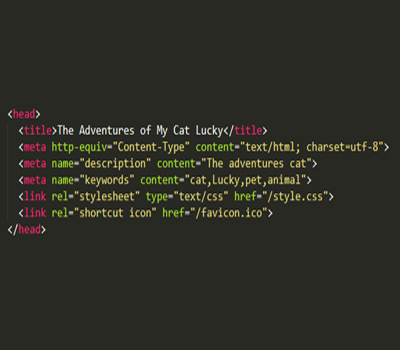 <head>
<title>The Adventures of My Cat Lucky</title>
<meta http-equiv="Content-Type" content="text/html; charset=utf-8">
<meta name="description" content="The adventures cat">
<meta name="keywords" content="cat,Lucky,pet,animal">
<link rel="stylesheet" type="text/css" href="/style.css">
<link rel="shortcut icon" href="/favicon.ico">
</head>